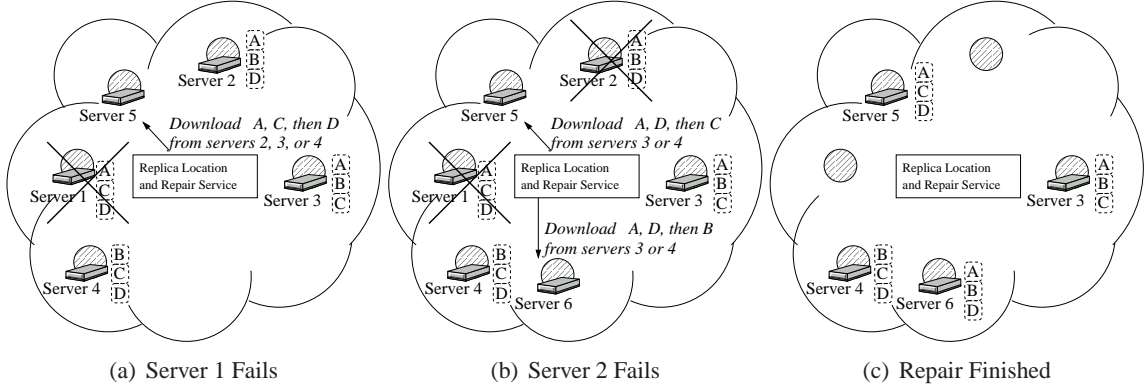 A
B
D
Server 2
Server 5
Download A, C, then D
from servers 2, 3, or 4
Server 1
A
C
D
Replica Location
and Repair Service
Server 3
A
B
C
Server 4
B
C
D
(a) Server 1 Fails
A
B
D
Server 2
Server 5
Download A, D, then C
from servers 3 or 4
Server 1
A
C
D
Replica Location
and Repair Service
Server 3
A
B
C
Download A, D, then B
from servers 3 or 4
Server 4
B
C
D
Server 6
(b) Server 2 Fails
Server 5
A
C
D
Replica Location
and Repair Service
Server 3
A
B
C
Server 4
B
C
D
Server 6
A
B
D
(c) Repair Finished